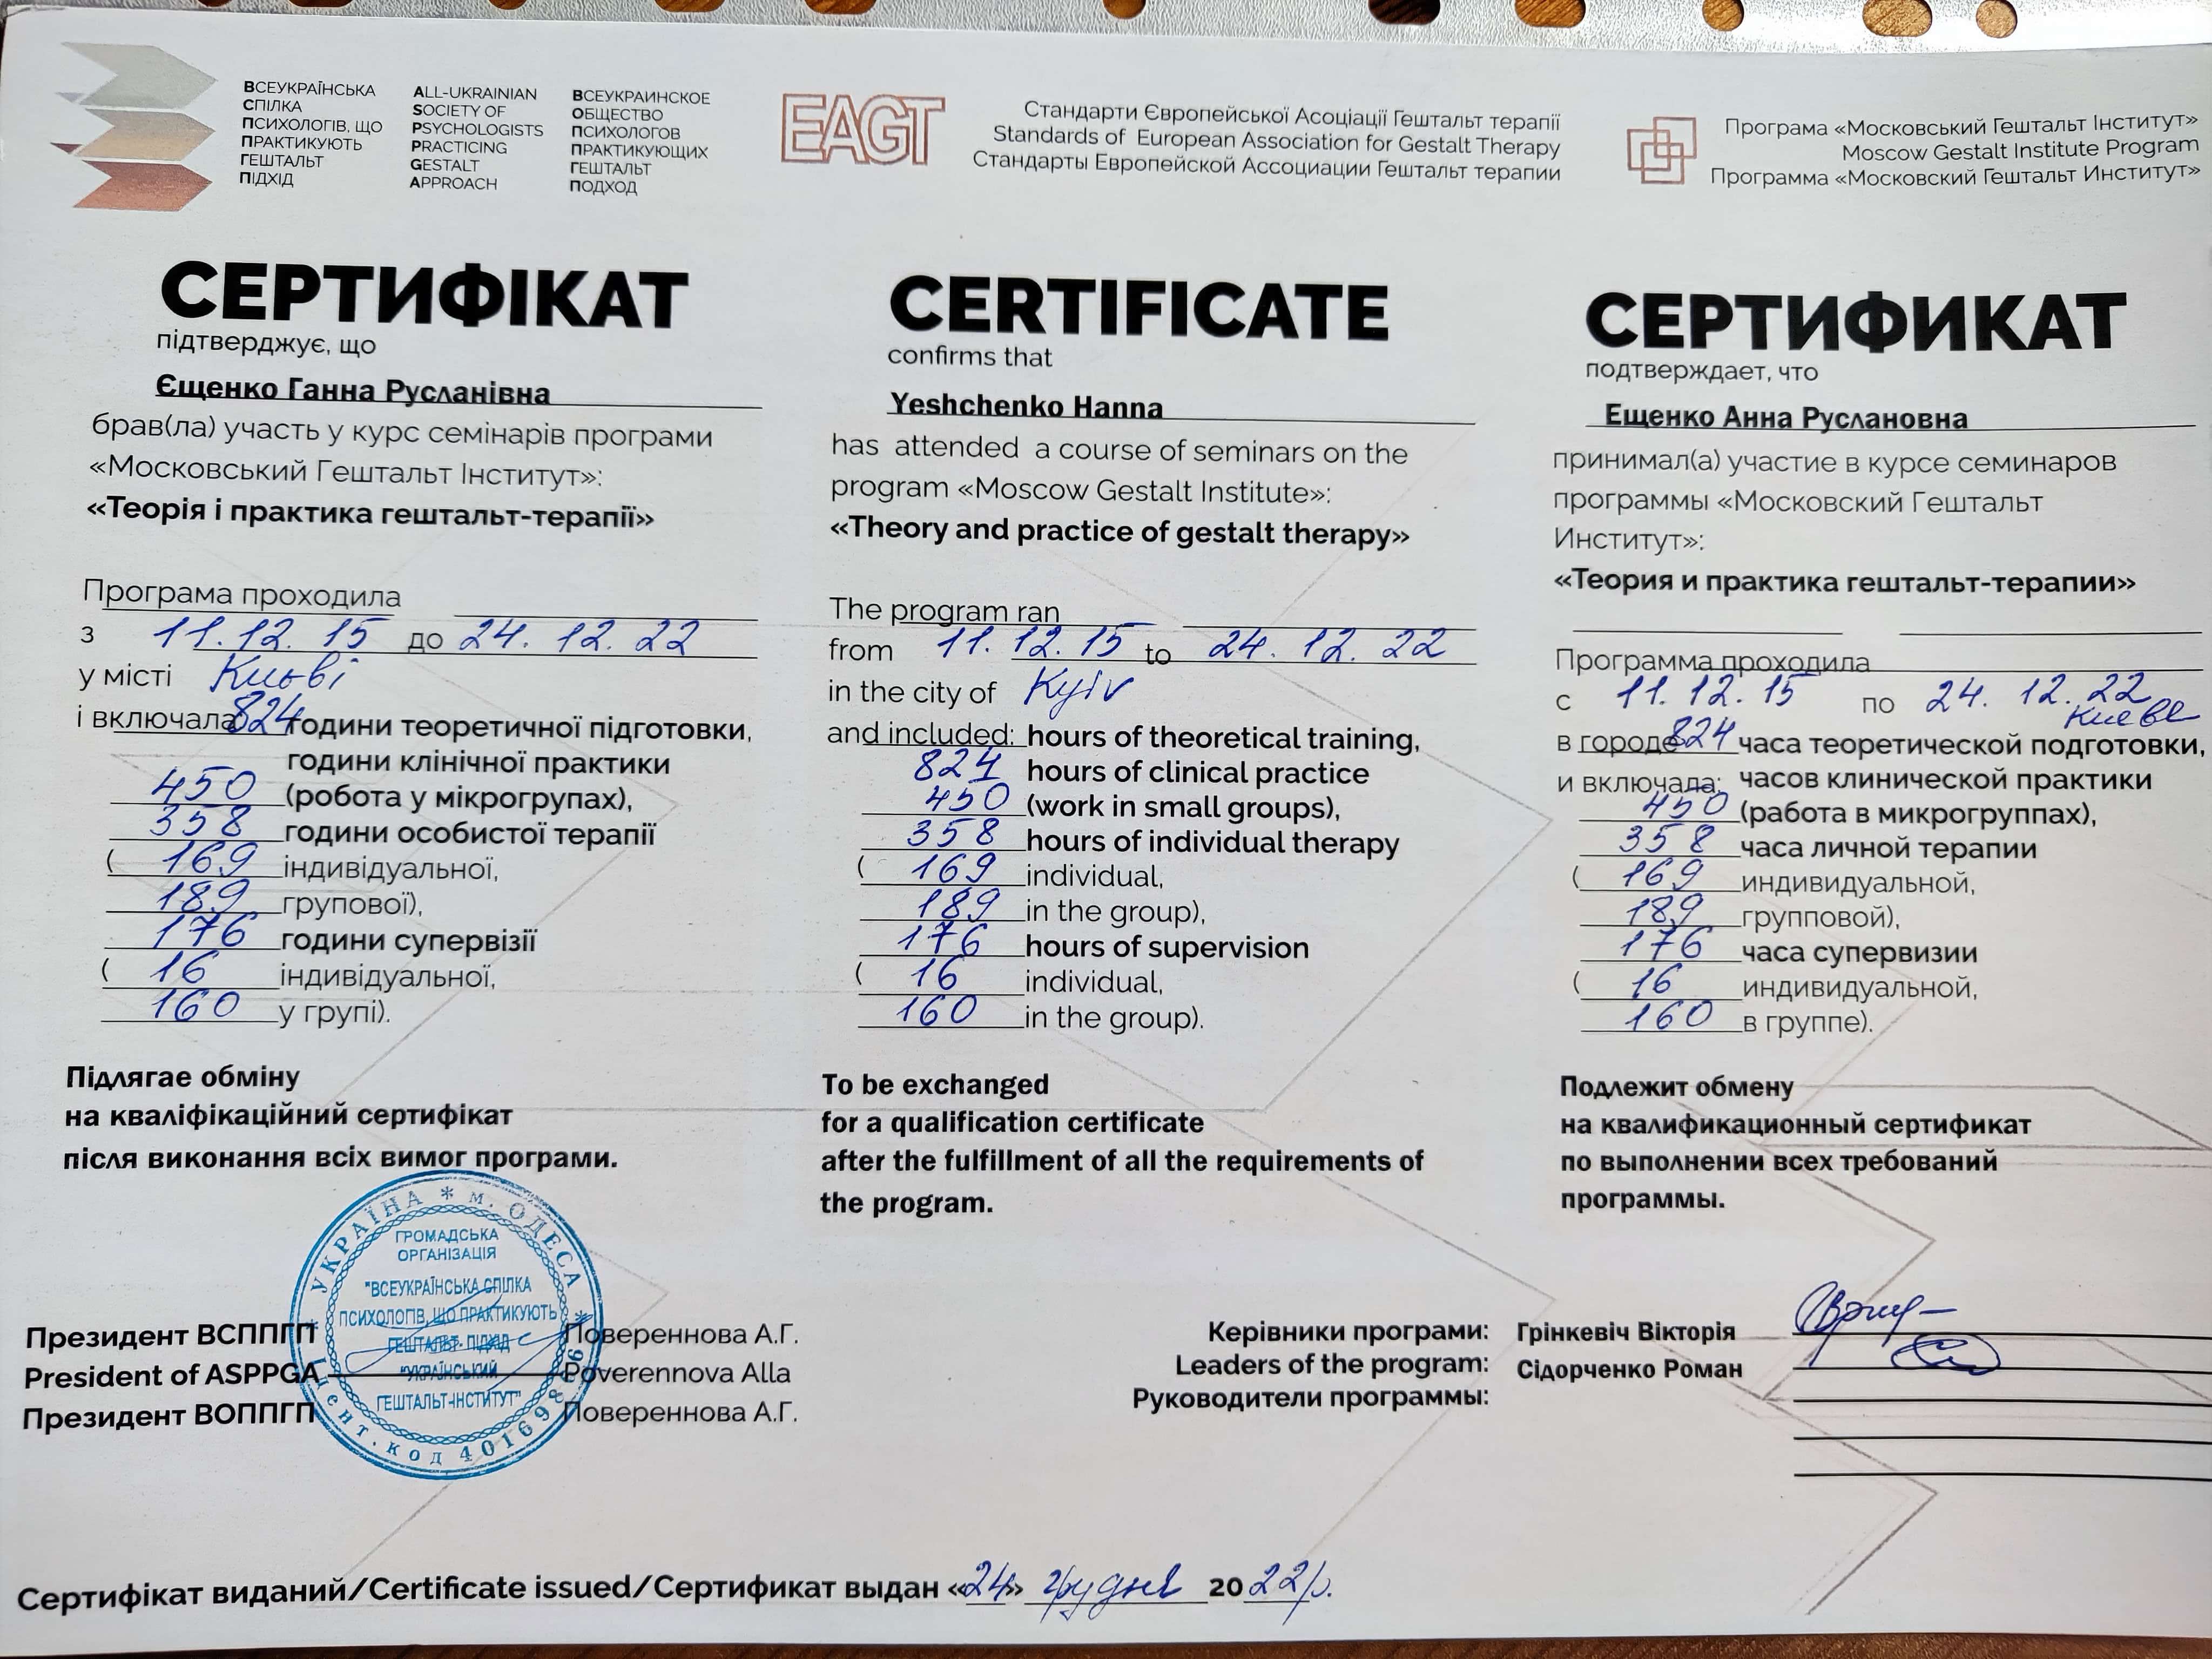 ВСЕУКРАЇНСЬКА
СПІЛКА
ПСИХОЛОГІВ, ЩО
ПРАКТИКУЮТЬ
ГЕШТАЛЬТ
ПІДХІД
ALL-UKRAINIAN
SOCIETY OF
PSYCHOLOGISTS
PRACTICING
GESTALT
APPROACH
ВСЕУКРАИНСКОЕ
ОБЩЕСТВО
ПСИХОЛОГОВ
ПРАКТИКУЮЩИХ
ГЕШТАЛЬТ
ПОДХОД
EAGT
Стандарти Європейської Асоціації Гештальт терапії
Standards of European Association for Gestalt Therapy
Стандарты Европейской Ассоциации Гештальт терапии
Програма «Московський Гештальт Інститут»
Moscow Gestalt Institute Program
Программа «Московский Гештальт Институт»
СЕРТИФІКАТ
підтверджує, що
Єщенко Ганна Русланівна
брав(ла) участь у курс семінарів програми
«Московський Гештальт Інститут»:
«Теорія і практика гештальт-терапії»
Програма проходила
з 11.12.15 до 24.12.22
у місті Києві
і включала 824 години теоретичної підготовки,
години клінічної практики
450 (робота у мікрогрупах),
358 години особистої терапії
( 169 індивідуальної,
189 групової),
176 години супервізії
( 16 індивідуальної,
160 у групі).
Підлягае обміну
на кваліфікаційний сертифікат
після виконання всіх вимог програми.
CERTIFICATE
confirms that
Yeshchenko Hanna
has attended a course of seminars on the
program «Moscow Gestalt Institute»:
«Theory and practice of gestalt therapy»
The program ran
from 11.12.15 to 24.12.22
in the city of Kyiv
and included: hours of theoretical training,
824 hours of clinical practice
450 (work in small groups),
358 hours of individual therapy
( 169 individual,
189 in the group),
176 hours of supervision
( 16 individual,
160 in the group).
To be exchanged
for a qualification certificate
after the fulfillment of all the requirements of
the program.
СЕРТИФИКАТ
подтверждает, что
Ещенко Анна Руслановна
принимал(а) участие в курсе семинаров
программы «Московский Гештальт
Институт»:
«Теория и практика гештальт-терапии»
Программа проходила
с 11.12.15 по 24.12.22
Киеве
в городе 824 часа теоретической подготовки,
и включала: часов клинической практики
450 (работа в микрогруппах),
358 часа личной терапии
( 169 индивидуальной,
189 групповой),
176 часа супервизии
( 16 индивидуальной,
160 в группе).
Подлежит обмену
на квалификационный сертификат
по выполнении всех требований
программы.
УКРАЇНА * м. ОДЕСА *
ГРОМАДСЬКА
ОРГАНІЗАЦІЯ
"ВСЕУКРАЇНСЬКА СПІЛКА
ПСИХОЛОГІВ, ЩО ПРАКТИКУЮТЬ
ГЕШТАЛЬТ- ПІДХІД
"УКРАЇНСЬКИЙ
ГЕШТАЛЬТ-ІНСТИТУТ"
Президент ВСППГП Повереннова А.Г.
President of ASPPGA Poverennova Alla
Президент ВОППГП Повереннова А.Г.
Керівники програми: Грінкевіч Вікторія
Leaders of the program: Сідорченко Роман
Руководители программы:
Сертифікат виданий/Certificate issued/Сертификат выдан «24» грудня 2022р.